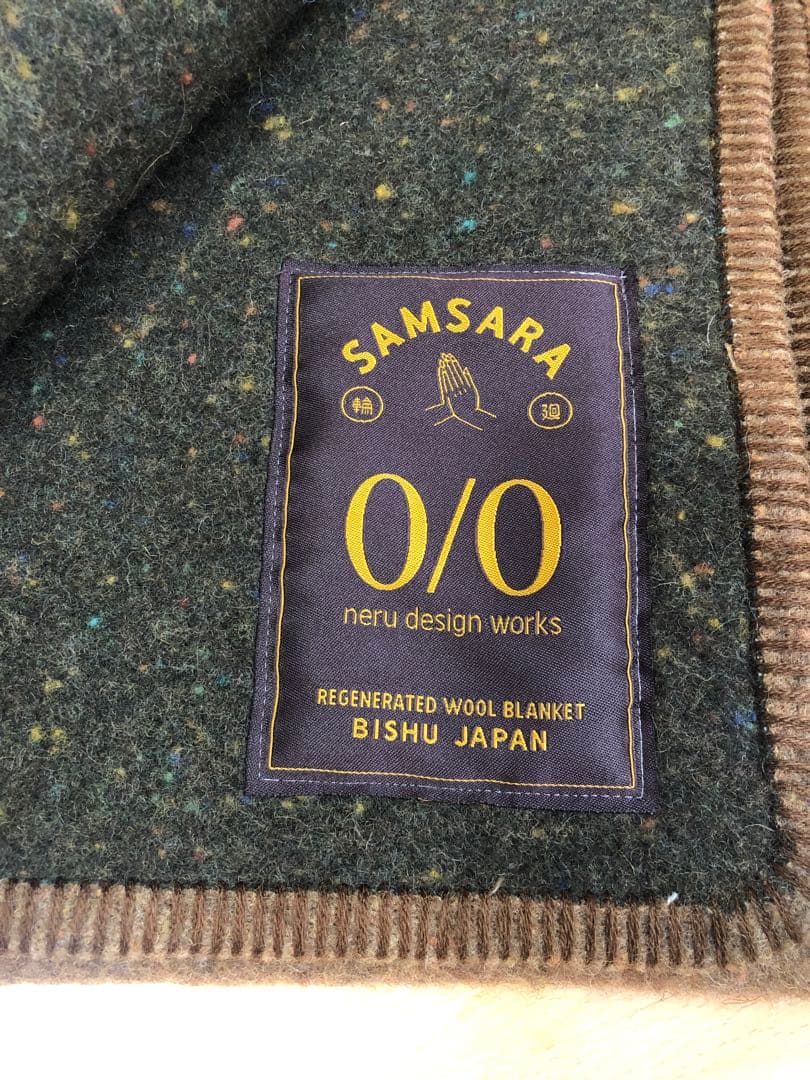 SAMSARA
輪 廻
0/0
neru design works
REGENERATED WOOL BLANKET
BISHU JAPAN